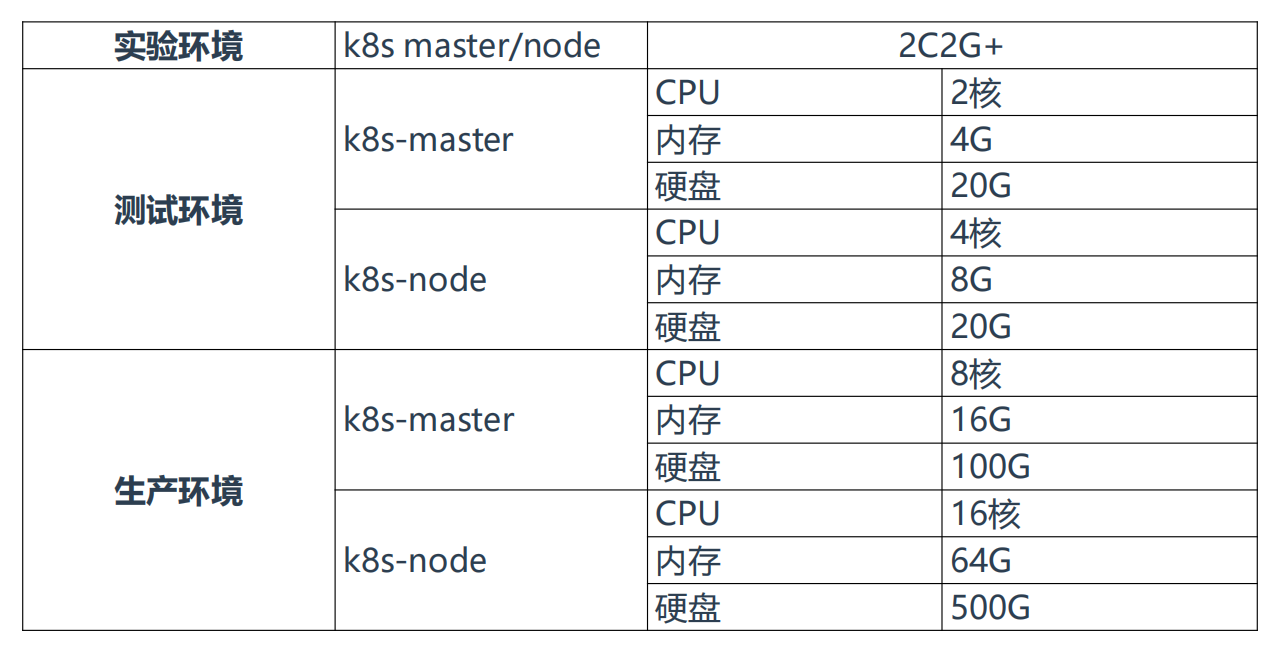 实验环境 k8s master/node 2C2G+
测试环境 k8s-master CPU 2核
内存 4G
硬盘 20G
k8s-node CPU 4核
内存 8G
硬盘 20G
生产环境 k8s-master CPU 8核
内存 16G
硬盘 100G
k8s-node CPU 16核
内存 64G
硬盘 500G